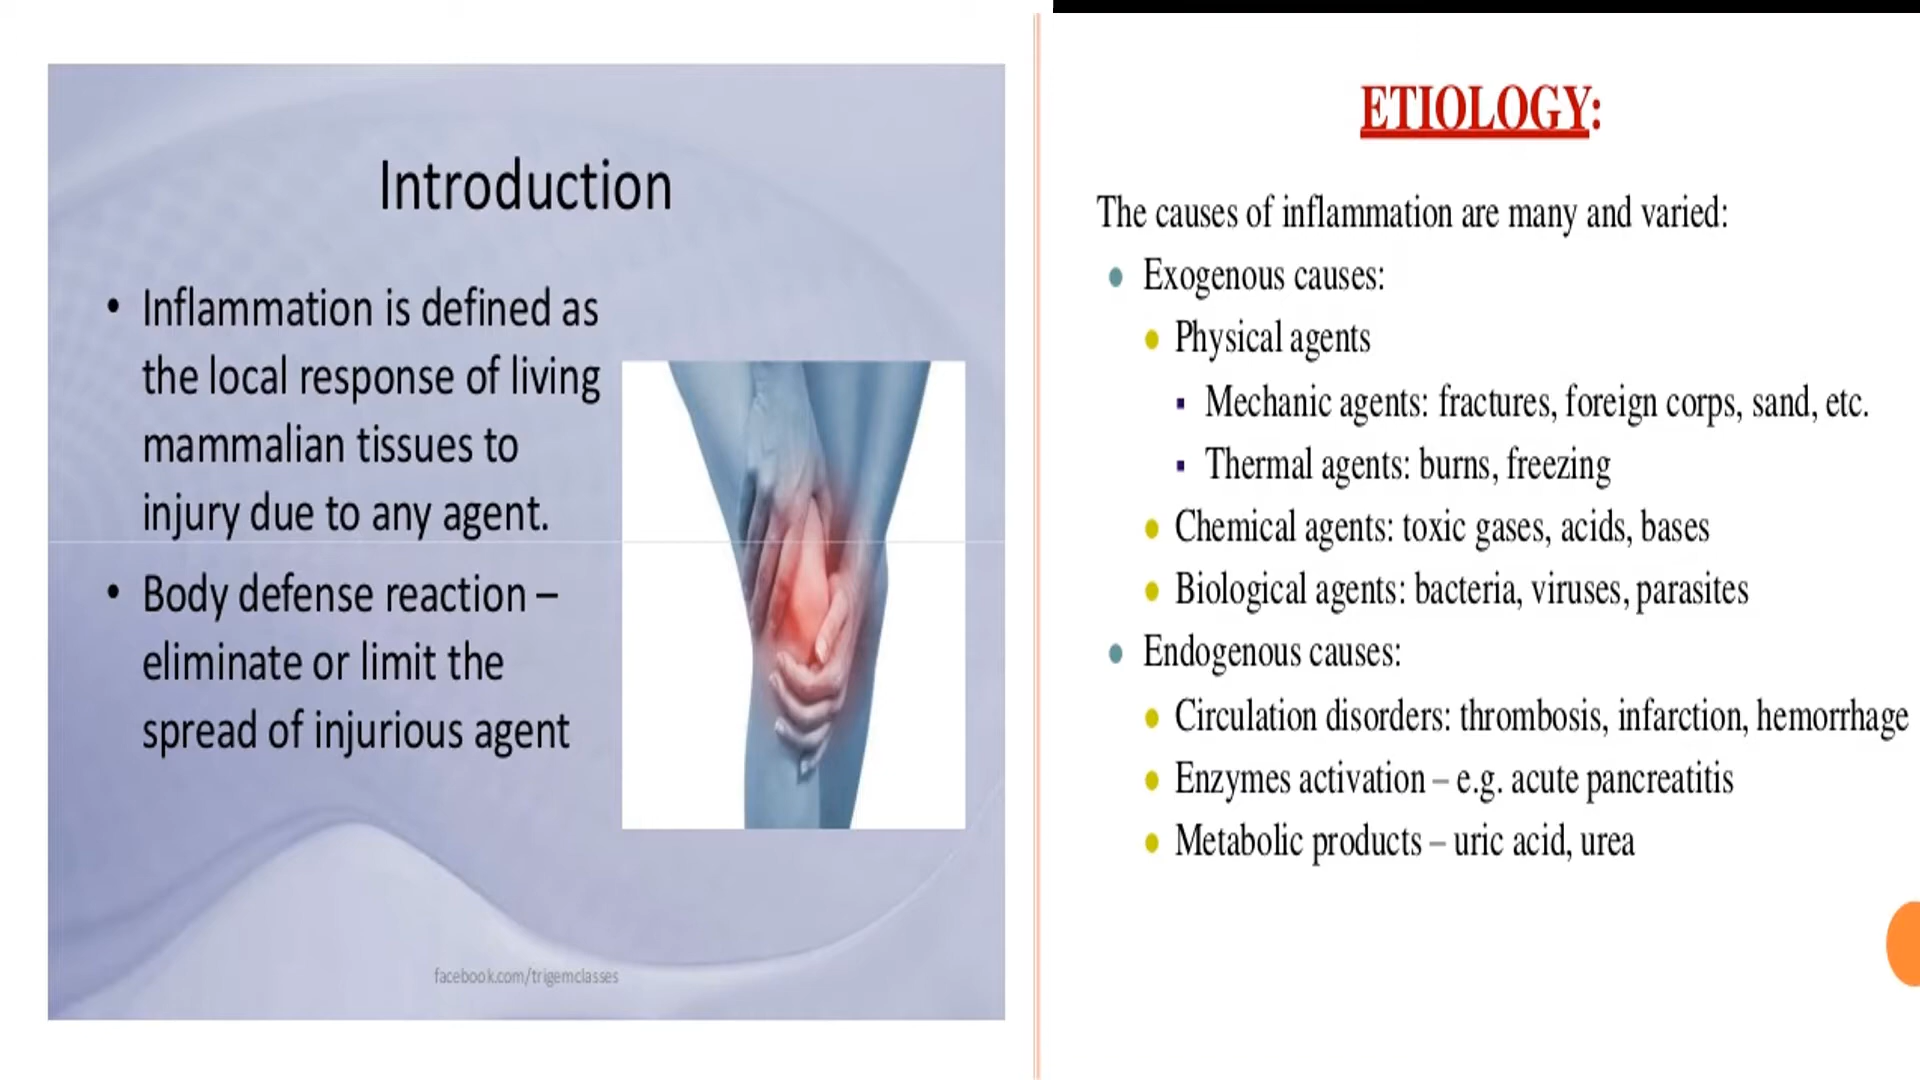 Introduction
• Inflammation is defined as
the local response of living
mammalian tissues to
injury due to any agent.
• Body defense reaction –
eliminate or limit the
spread of injurious agent
facebook.com/trigemclasses
ETIOLOGY:
The causes of inflammation are many and varied:
• Exogenous causes:
• Physical agents
▪ Mechanic agents: fractures, foreign corps, sand, etc.
▪ Thermal agents: burns, freezing
• Chemical agents: toxic gases, acids, bases
• Biological agents: bacteria, viruses, parasites
• Endogenous causes:
• Circulation disorders: thrombosis, infarction, hemorrhage
• Enzymes activation – e.g. acute pancreatitis
• Metabolic products – uric acid, urea